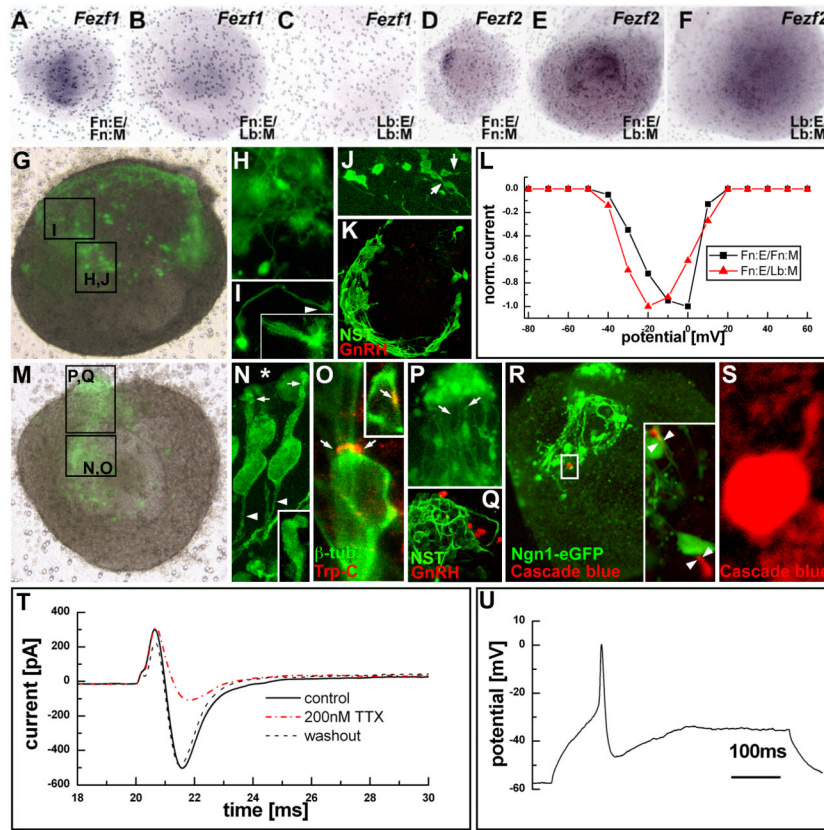 A Fezf1
Fn:E/
Fn:M
B Fezf1
Fn:E/
Lb:M
C Fezf1
Lb:E/
Lb:M
D Fezf2
Fn:E/
Fn:M
E Fezf2
Fn:E/
Lb:M
F Fezf2
Lb:E/
Lb:M
G
I
H,J
H
I
J
K
NST
GnRH
L
norm. current
0.0
-0.2
-0.4
-0.6
-0.8
-1.0
Fn:E/Fn:M
Fn:E/Lb:M
-80 -60 -40 -20 0 20 40 60
potential [mV]
M
P,Q
N,O
N *
O
β-tub
Trp-C
P
Q
NST
GnRH
R
Ngn1-eGFP
Cascade blue
S
Cascade blue
T
current [pA]
400
200
0
-200
-400
-600
control
200nM TTX
washout
18 20 22 24 26 28 30
time [ms]
U
potential [mV]
10
0
-20
-40
-60
100ms